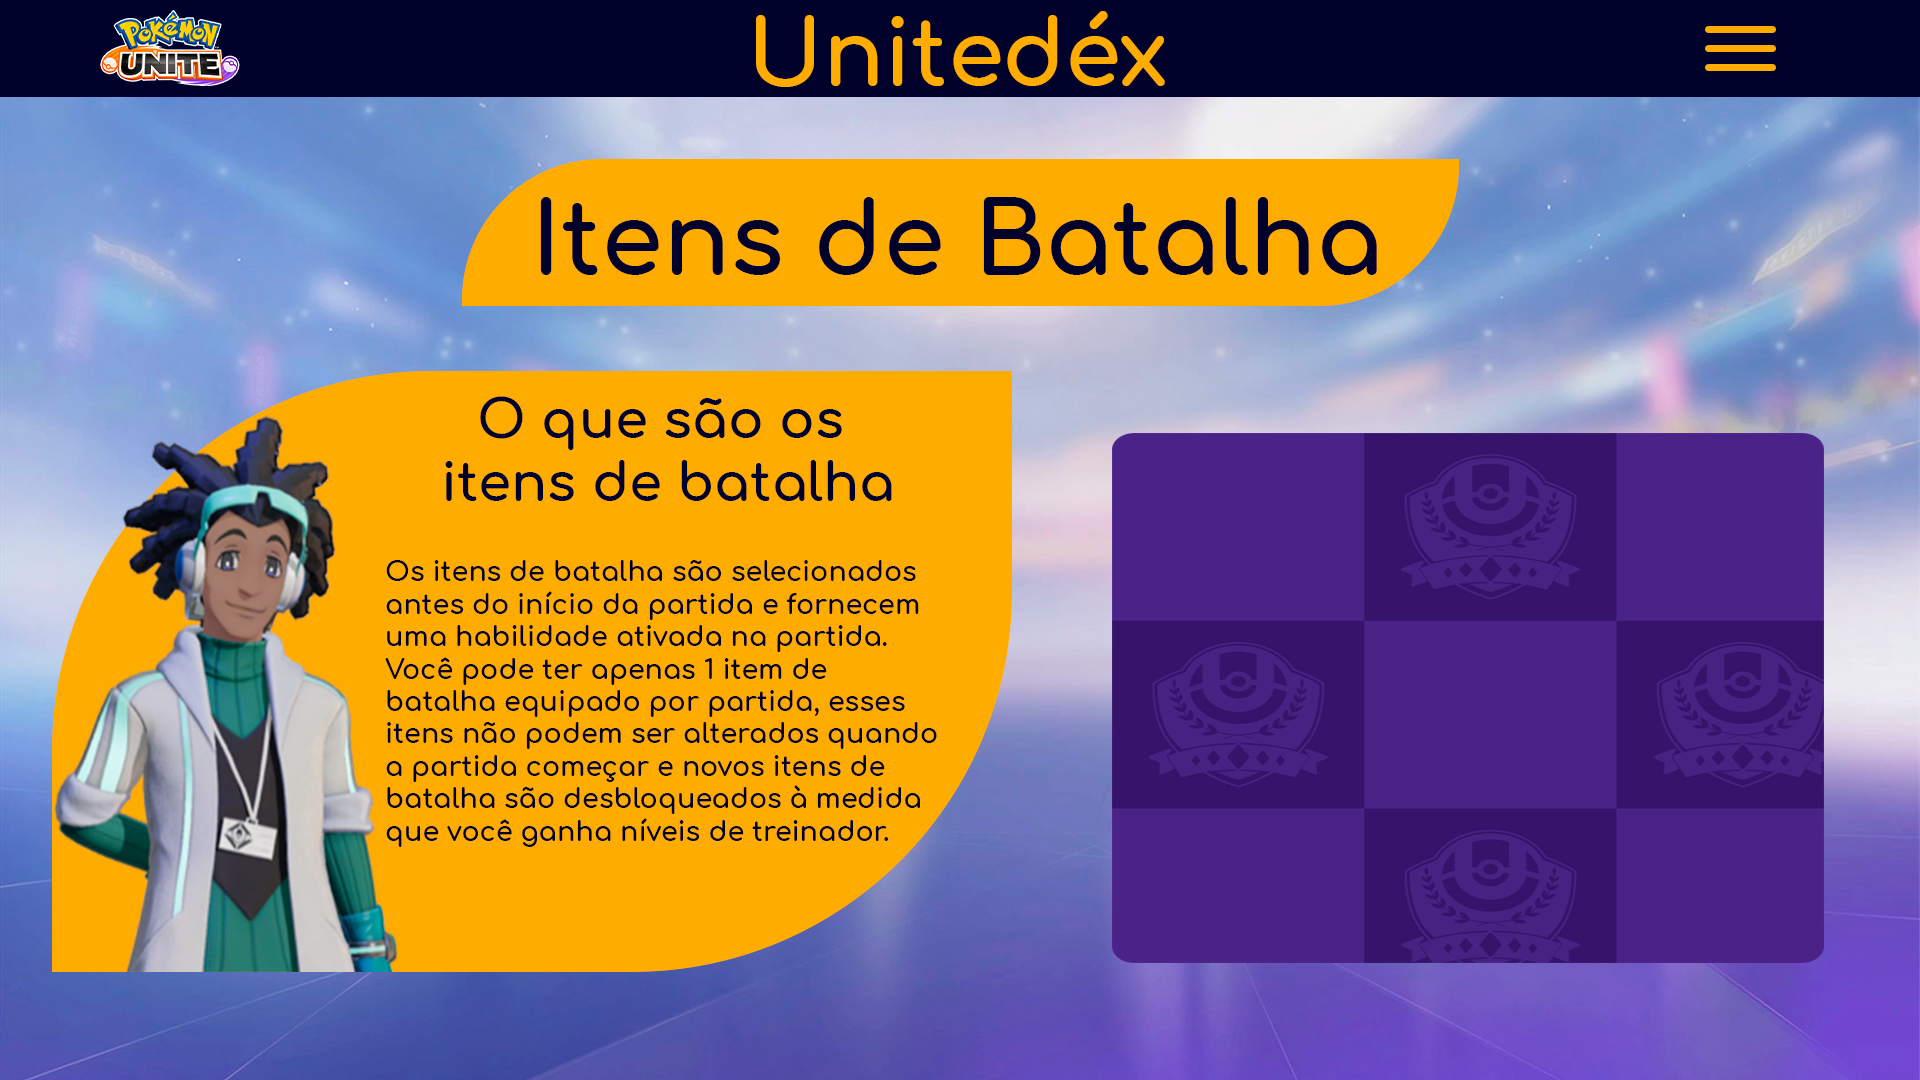 Pokémon
UNITE
Unitedéx
Itens de Batalha
O que são os
itens de batalha
Os itens de batalha são selecionados
antes do início da partida e fornecem
uma habilidade ativada na partida.
Você pode ter apenas 1 item de
batalha equipado por partida, esses
itens não podem ser alterados quando
a partida começar e novos itens de
batalha são desbloqueados à medida
que você ganha níveis de treinador.